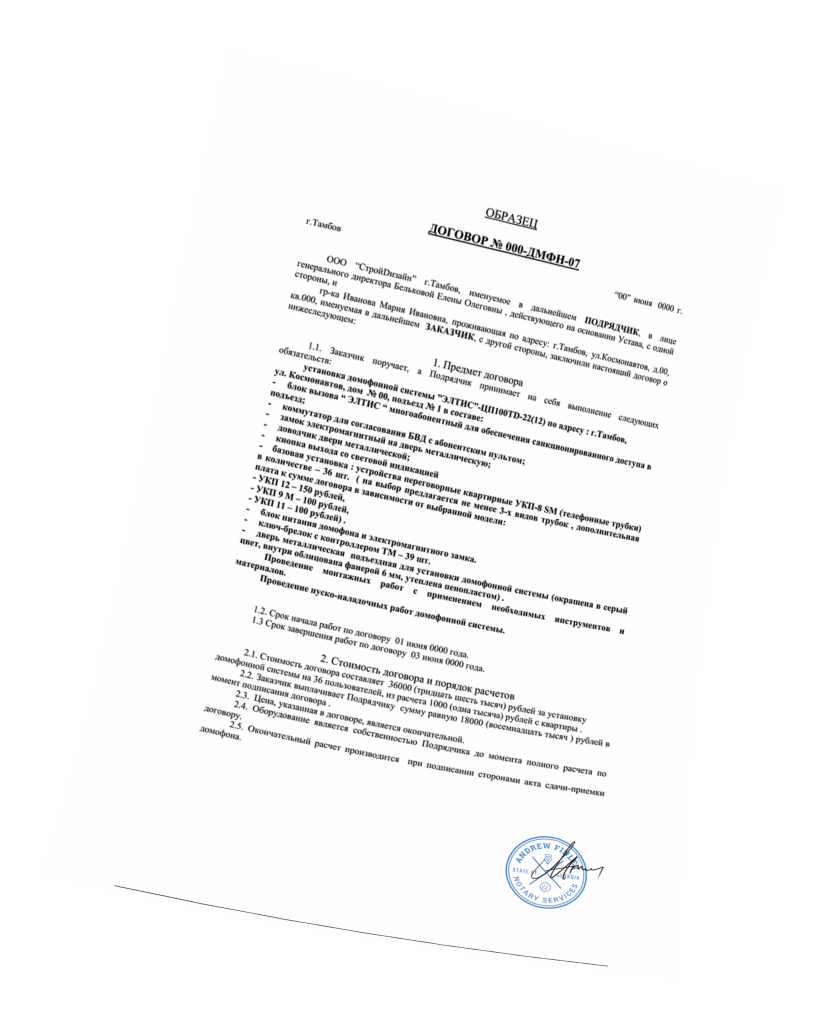 ОБРАЗЕЦ
ДОГОВОР № 000-ДМФН-07
г.Тамбов
“00” июня 0000 г.
ООО "СтройДизайн" г.Тамбов, именуемое в дальнейшем ПОДРЯДЧИК, в лице
генерального директора Бельковой Елены Олеговны , действующего на основании Устава, с одной
стороны, и
гр-ка Иванова Мария Ивановна, проживающая по адресу: г.Тамбов, ул.Космонавтов, д.00,
кв.000, именуемая в дальнейшем ЗАКАЗЧИК, с другой стороны, заключили настоящий договор о
нижеследующем:
1. Предмет договора
1.1. Заказчик поручает, а Подрядчик принимает на себя выполнение следующих
обязательств:
установка домофонной системы "ЭЛТИС"-ЦП100TD-22(12) по адресу : г.Тамбов,
ул. Космонавтов, дом № 00, подъезд № 1 в составе:
- блок вызова “ ЭЛТИС “ многоабонентный для обеспечения санкционированного доступа в
подъезд;
- коммутатор для согласования БВД с абонентским пультом;
- замок электромагнитный на дверь металлическую;
- доводчик двери металлической;
- кнопка выхода со световой индикацией
- базовая установка : устройства переговорные квартирные УКП-8 SM (телефонные трубки)
в количестве – 36 шт. ( на выбор предлагается не менее 3-х видов трубок , дополнительная
плата к сумме договора в зависимости от выбранной модели:
- УКП 12 – 150 рублей,
- УКП 9 М – 100 рублей,
- УКП 11 – 100 рублей) .
- блок питания домофона и электромагнитного замка.
- ключ-брелок с контроллером ТМ – 39 шт.
- дверь металлическая подъездная для установки домофонной системы (окрашена в серый
цвет, внутри облицована фанерой 6 мм, утеплена пенопластом) .
Проведение монтажных работ с применением необходимых инструментов и
материалов.
Проведение пуско-наладочных работ домофонной системы.
1.2. Срок начала работ по договору 01 июня 0000 года.
1.3 Срок завершения работ по договору 03 июня 0000 года.
2. Стоимость договора и порядок расчетов
2.1. Стоимость договора составляет 36000 (тридцать шесть тысяч) рублей за установку
домофонной системы на 36 пользователей, из расчета 1000 (одна тысяча) рублей с квартиры .
2.2. Заказчик выплачивает Подрядчику сумму равную 18000 (восемнадцать тысяч ) рублей в
момент подписания договора .
2.3. Цена, указанная в договоре, является окончательной.
2.4. Оборудование является собственностью Подрядчика до момента полного расчета по
договору.
2.5. Окончательный расчет производится при подписании сторонами акта сдачи-приемки
домофона.
ANDREW
STATE OF
NOTARY SERVICES